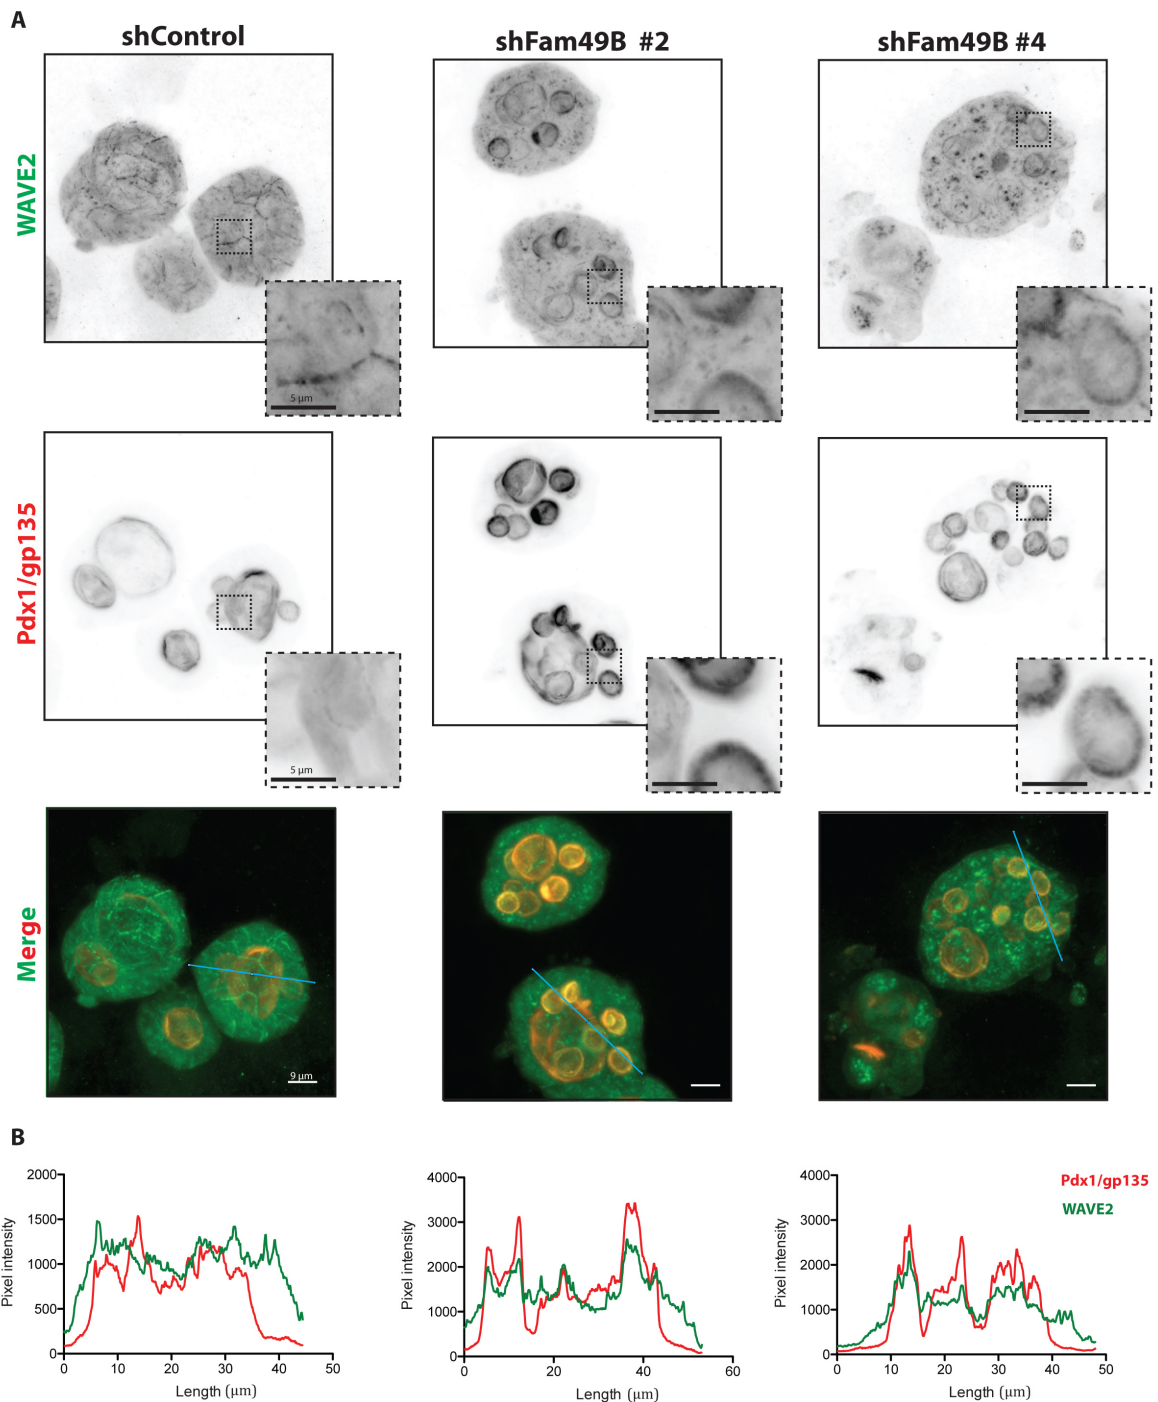 A
shControl
shFam49B #2
shFam49B #4
WAVE2
5 µm
Pdx1/gp135
5 µm
Merge
9 µm
B
2000
1500
1000
500
0
Pixel intensity
0
10
20
30
40
50
Length (µm)
4000
3000
2000
1000
0
Pixel intensity
0
20
40
60
Length (µm)
4000
3000
2000
1000
0
Pixel intensity
0
10
20
30
40
50
Length (µm)
Pdx1/gp135
WAVE2